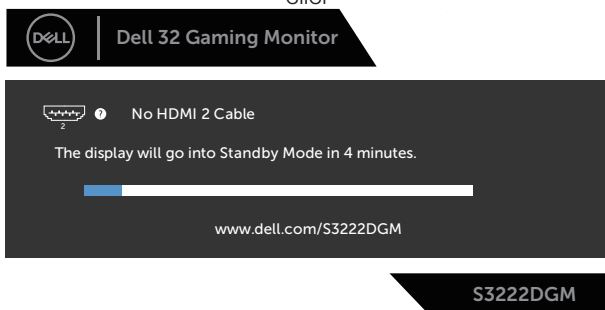 DELL
Dell 32 Gaming Monitor
2
? No HDMI 2 Cable
The display will go into Standby Mode in 4 minutes.
www.dell.com/S3222DGM
S3222DGM